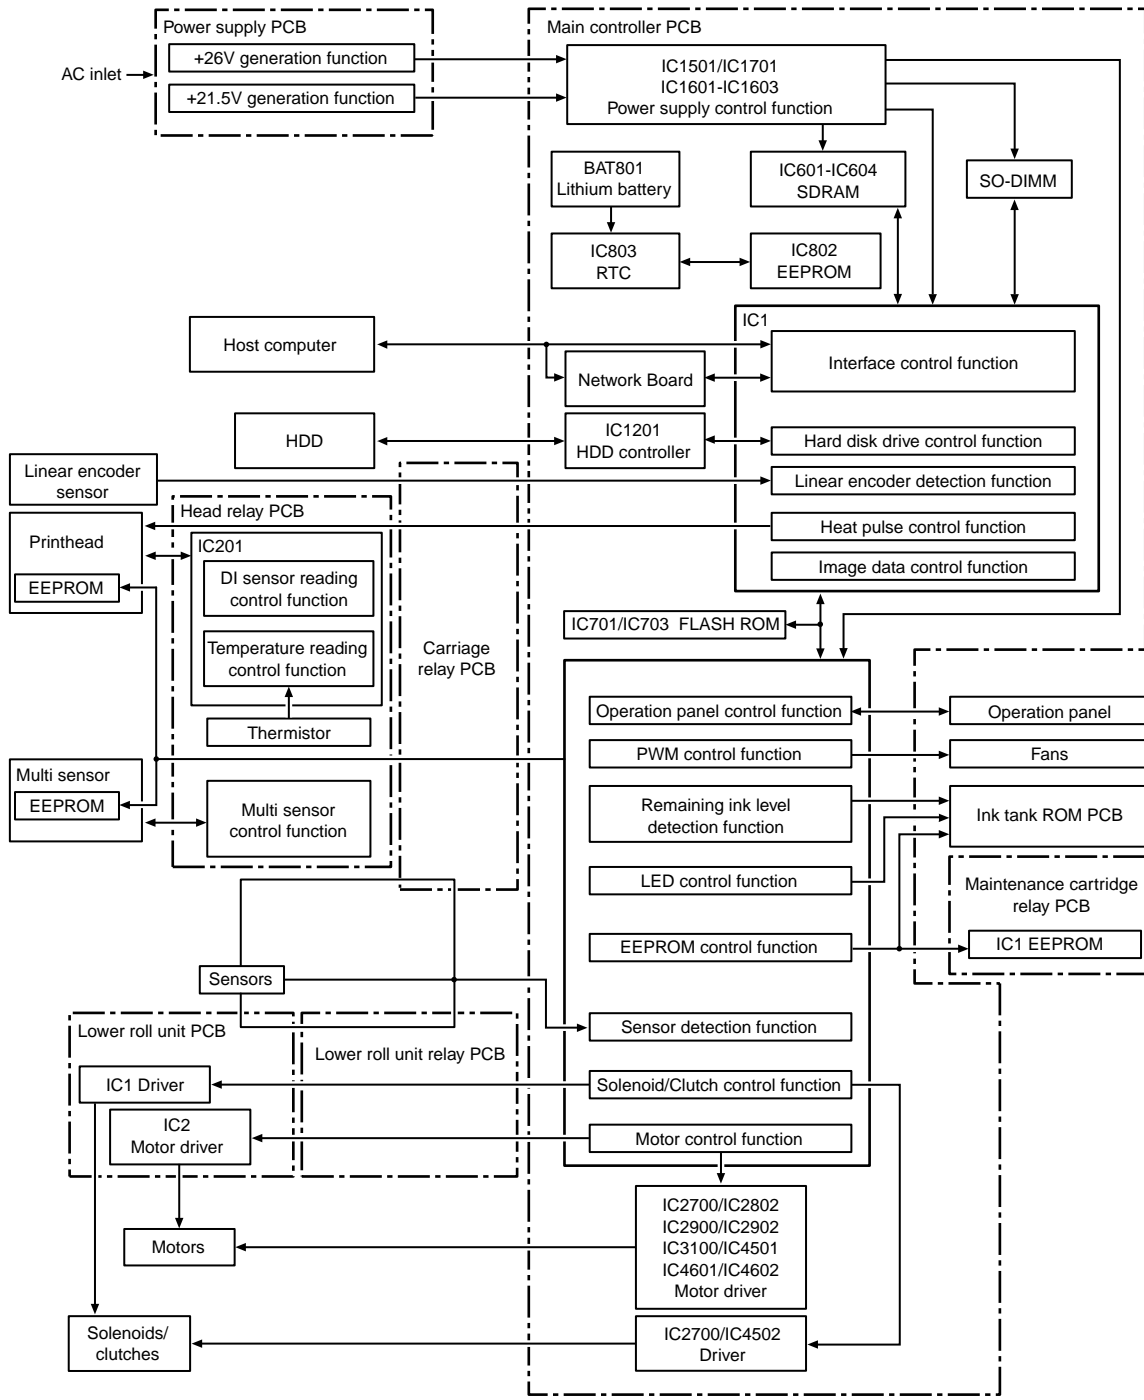 Power supply PCB
+26V generation function
AC inlet
+21.5V generation function
Main controller PCB
IC1501/IC1701
IC1601-IC1603
Power supply control function
BAT801
Lithium battery
IC601-IC604
SDRAM
SO-DIMM
IC803
RTC
IC802
EEPROM
IC1
Host computer
Interface control function
Network Board
HDD
IC1201
HDD controller
Hard disk drive control function
Linear encoder
sensor
Linear encoder detection function
Head relay PCB
Printhead
EEPROM
IC201
DI sensor reading
control function
Temperature reading
control function
Thermistor
Heat pulse control function
Image data control function
Carriage
relay PCB
IC701/IC703  FLASH ROM
Operation panel control function
Operation panel
PWM control function
Fans
Multi sensor
EEPROM
Multi sensor
control function
Remaining ink level
detection function
Ink tank ROM PCB
LED control function
Maintenance cartridge
relay PCB
EEPROM control function
IC1 EEPROM
Sensors
Sensor detection function
Lower roll unit PCB
Lower roll unit relay PCB
IC1 Driver
Solenoid/Clutch control function
IC2
Motor driver
Motor control function
IC2700/IC2802
IC2900/IC2902
IC3100/IC4501
IC4601/IC4602
Motor driver
Motors
Solenoids/
clutches
IC2700/IC4502
Driver